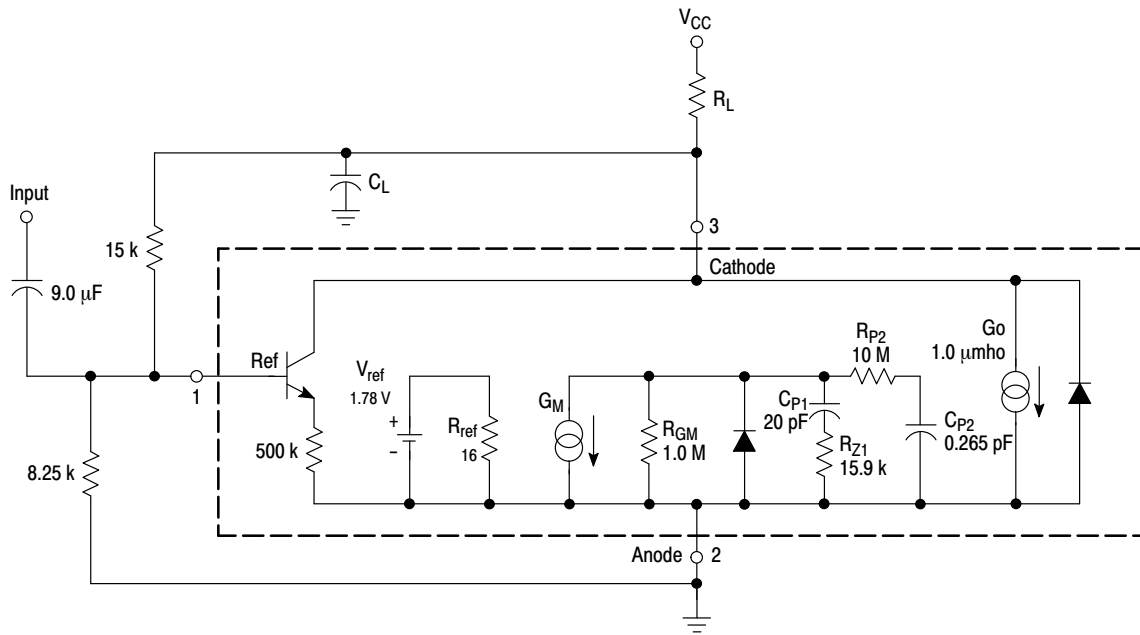 VCC
RL
Input
CL
15 k
3
Cathode
9.0 µF
Go
1.0 µmho
RP2
10 M
Ref
Vref
1.78 V
1
GM
CP1
20 pF
CP2
0.265 pF
+
-
Rref
16
RGM
1.0 M
RZ1
15.9 k
500 k
8.25 k
Anode
2